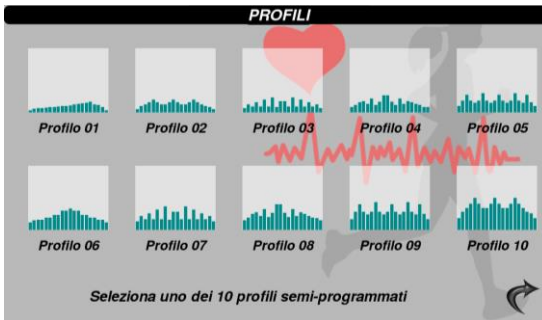 PROFILI
Profilo 01 Profilo 02 Profilo 03 Profilo 04 Profilo 05
Profilo 06 Profilo 07 Profilo 08 Profilo 09 Profilo 10
Seleziona uno dei 10 profili semi-programmati